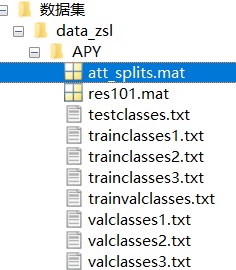 数据集
data_zsl
APY
att_splits.mat
res101.mat
testclasses.txt
trainclasses1.txt
trainclasses2.txt
trainclasses3.txt
trainvalclasses.txt
valclasses1.txt
valclasses2.txt
valclasses3.txt